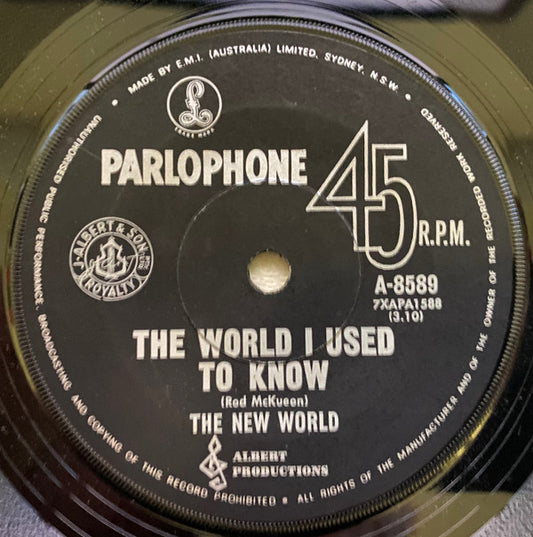 MADE BY E.M.I. (AUSTRALIA) LIMITED, SYDNEY, N.S.W. •
UNAUTHORISED PUBLIC PERFORMANCE, BROADCASTING AND COPYING OF THIS RECORD PROHIBITED • ALL RIGHTS OF THE MANUFACTURER AND OF THE OWNER OF THE RECORDED WORK RESERVED •
£
TRADE MARK
PARLOPHONE
45 R.P.M.
J. ALBERT & SON
ROYALTY
A-8589
7XAPA1588
(3.10)
THE WORLD I USED
TO KNOW
(Rod McKueen)
THE NEW WORLD
ALBERT
PRODUCTIONS